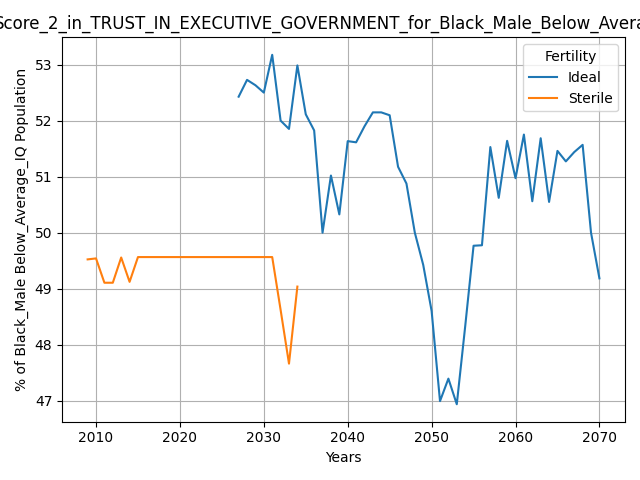 Score_2_in_TRUST_IN_EXECUTIVE_GOVERNMENT_for_Black_Male_Below_Avera
Fertility
Ideal
Sterile
% of Black_Male Below_Average_IQ Population
53
52
51
50
49
48
47
2010 2020 2030 2040 2050 2060 2070
Years